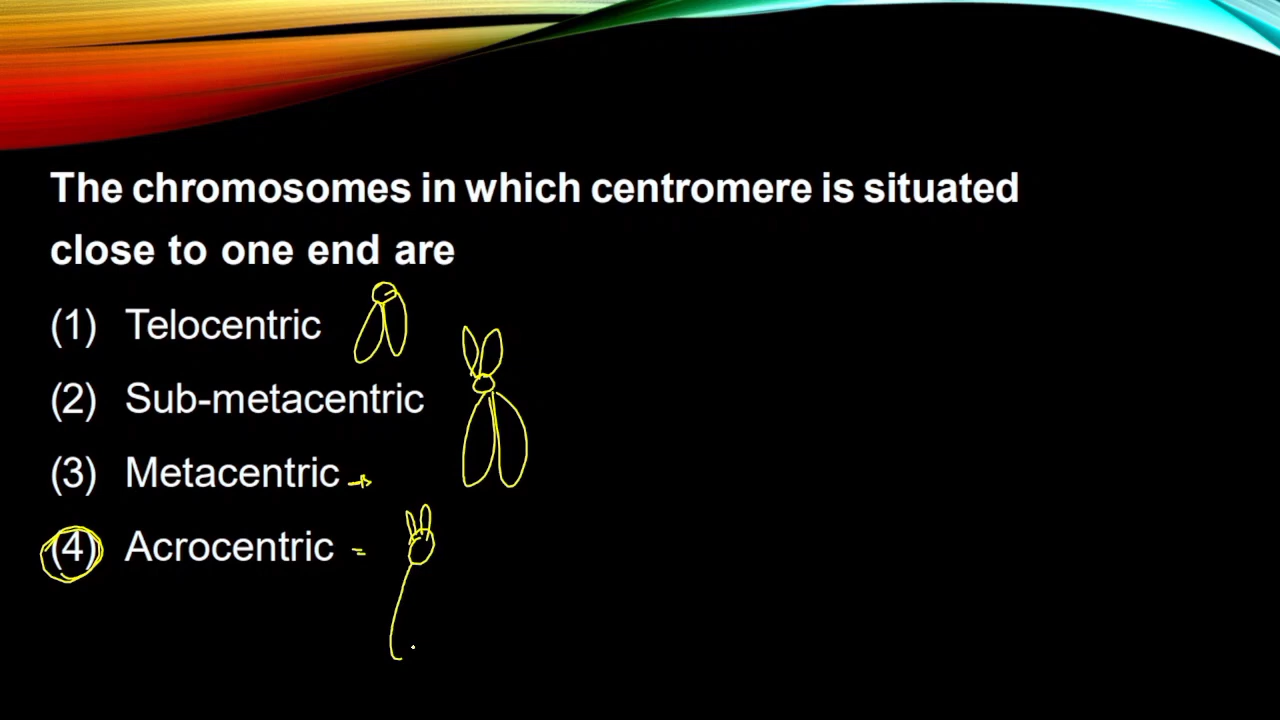 The chromosomes in which centromere is situated
close to one end are
(1) Telocentric
(2) Sub-metacentric
(3) Metacentric
(4) Acrocentric